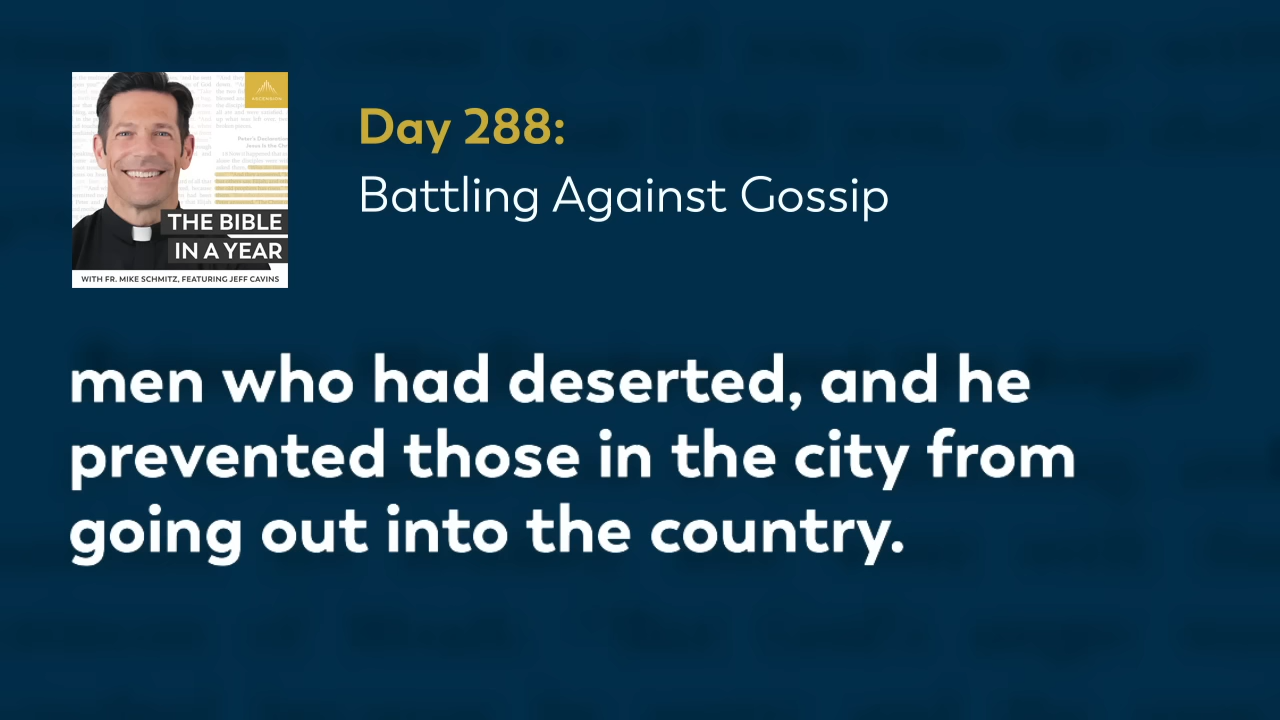 Day 288:
Battling Against Gossip
ASCENSION
THE BIBLE
IN A YEAR
WITH FR. MIKE SCHMITZ, FEATURING JEFF CAVINS
men who had deserted, and he
prevented those in the city from
going out into the country.